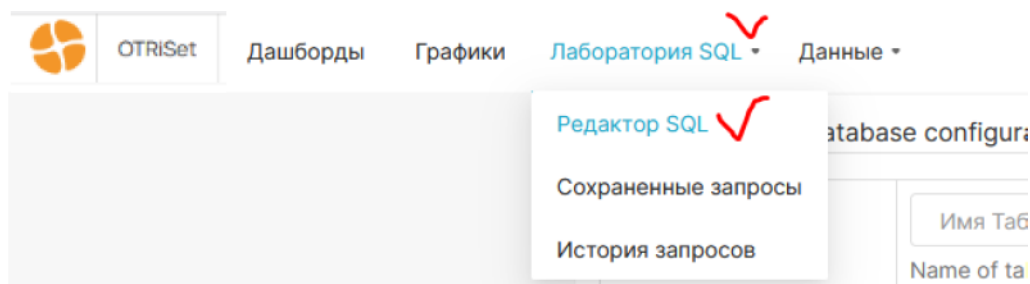 OTRiSet Дашборды Графики Лаборатория SQL Данные
Редактор SQL
atabase configura
Сохраненные запросы
Имя Таб
История запросов
Name of ta